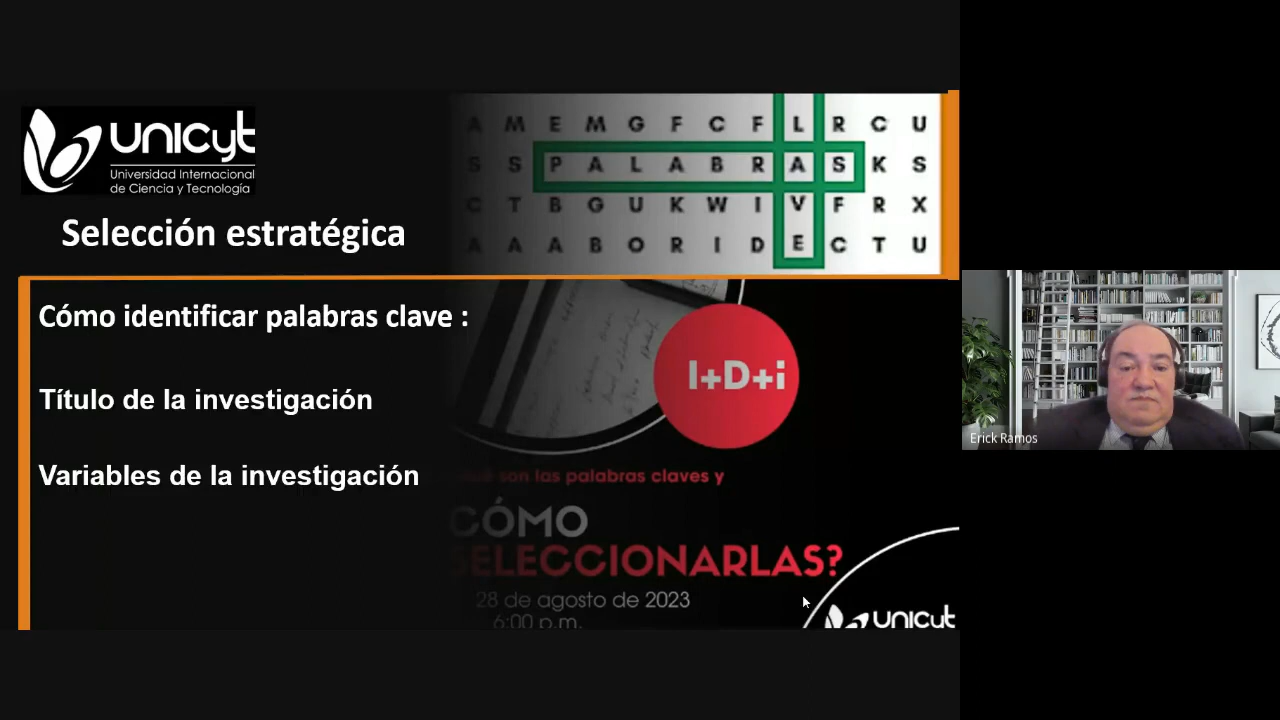 unicyt
Universidad Internacional
de Ciencia y Tecnología
Selección estratégica
A M E M G F C F L R C U
S S P A L A B R A S K S
C T B G U K W I V F R X
A A A B O R I D E C T U
Cómo identificar palabras clave :
Título de la investigación
Variables de la investigación
I+D+i
son las palabras claves y
CÓMO
SELECCIONARLAS?
28 de agosto de 2023
6:00 p.m.
unicyt
Erick Ramos